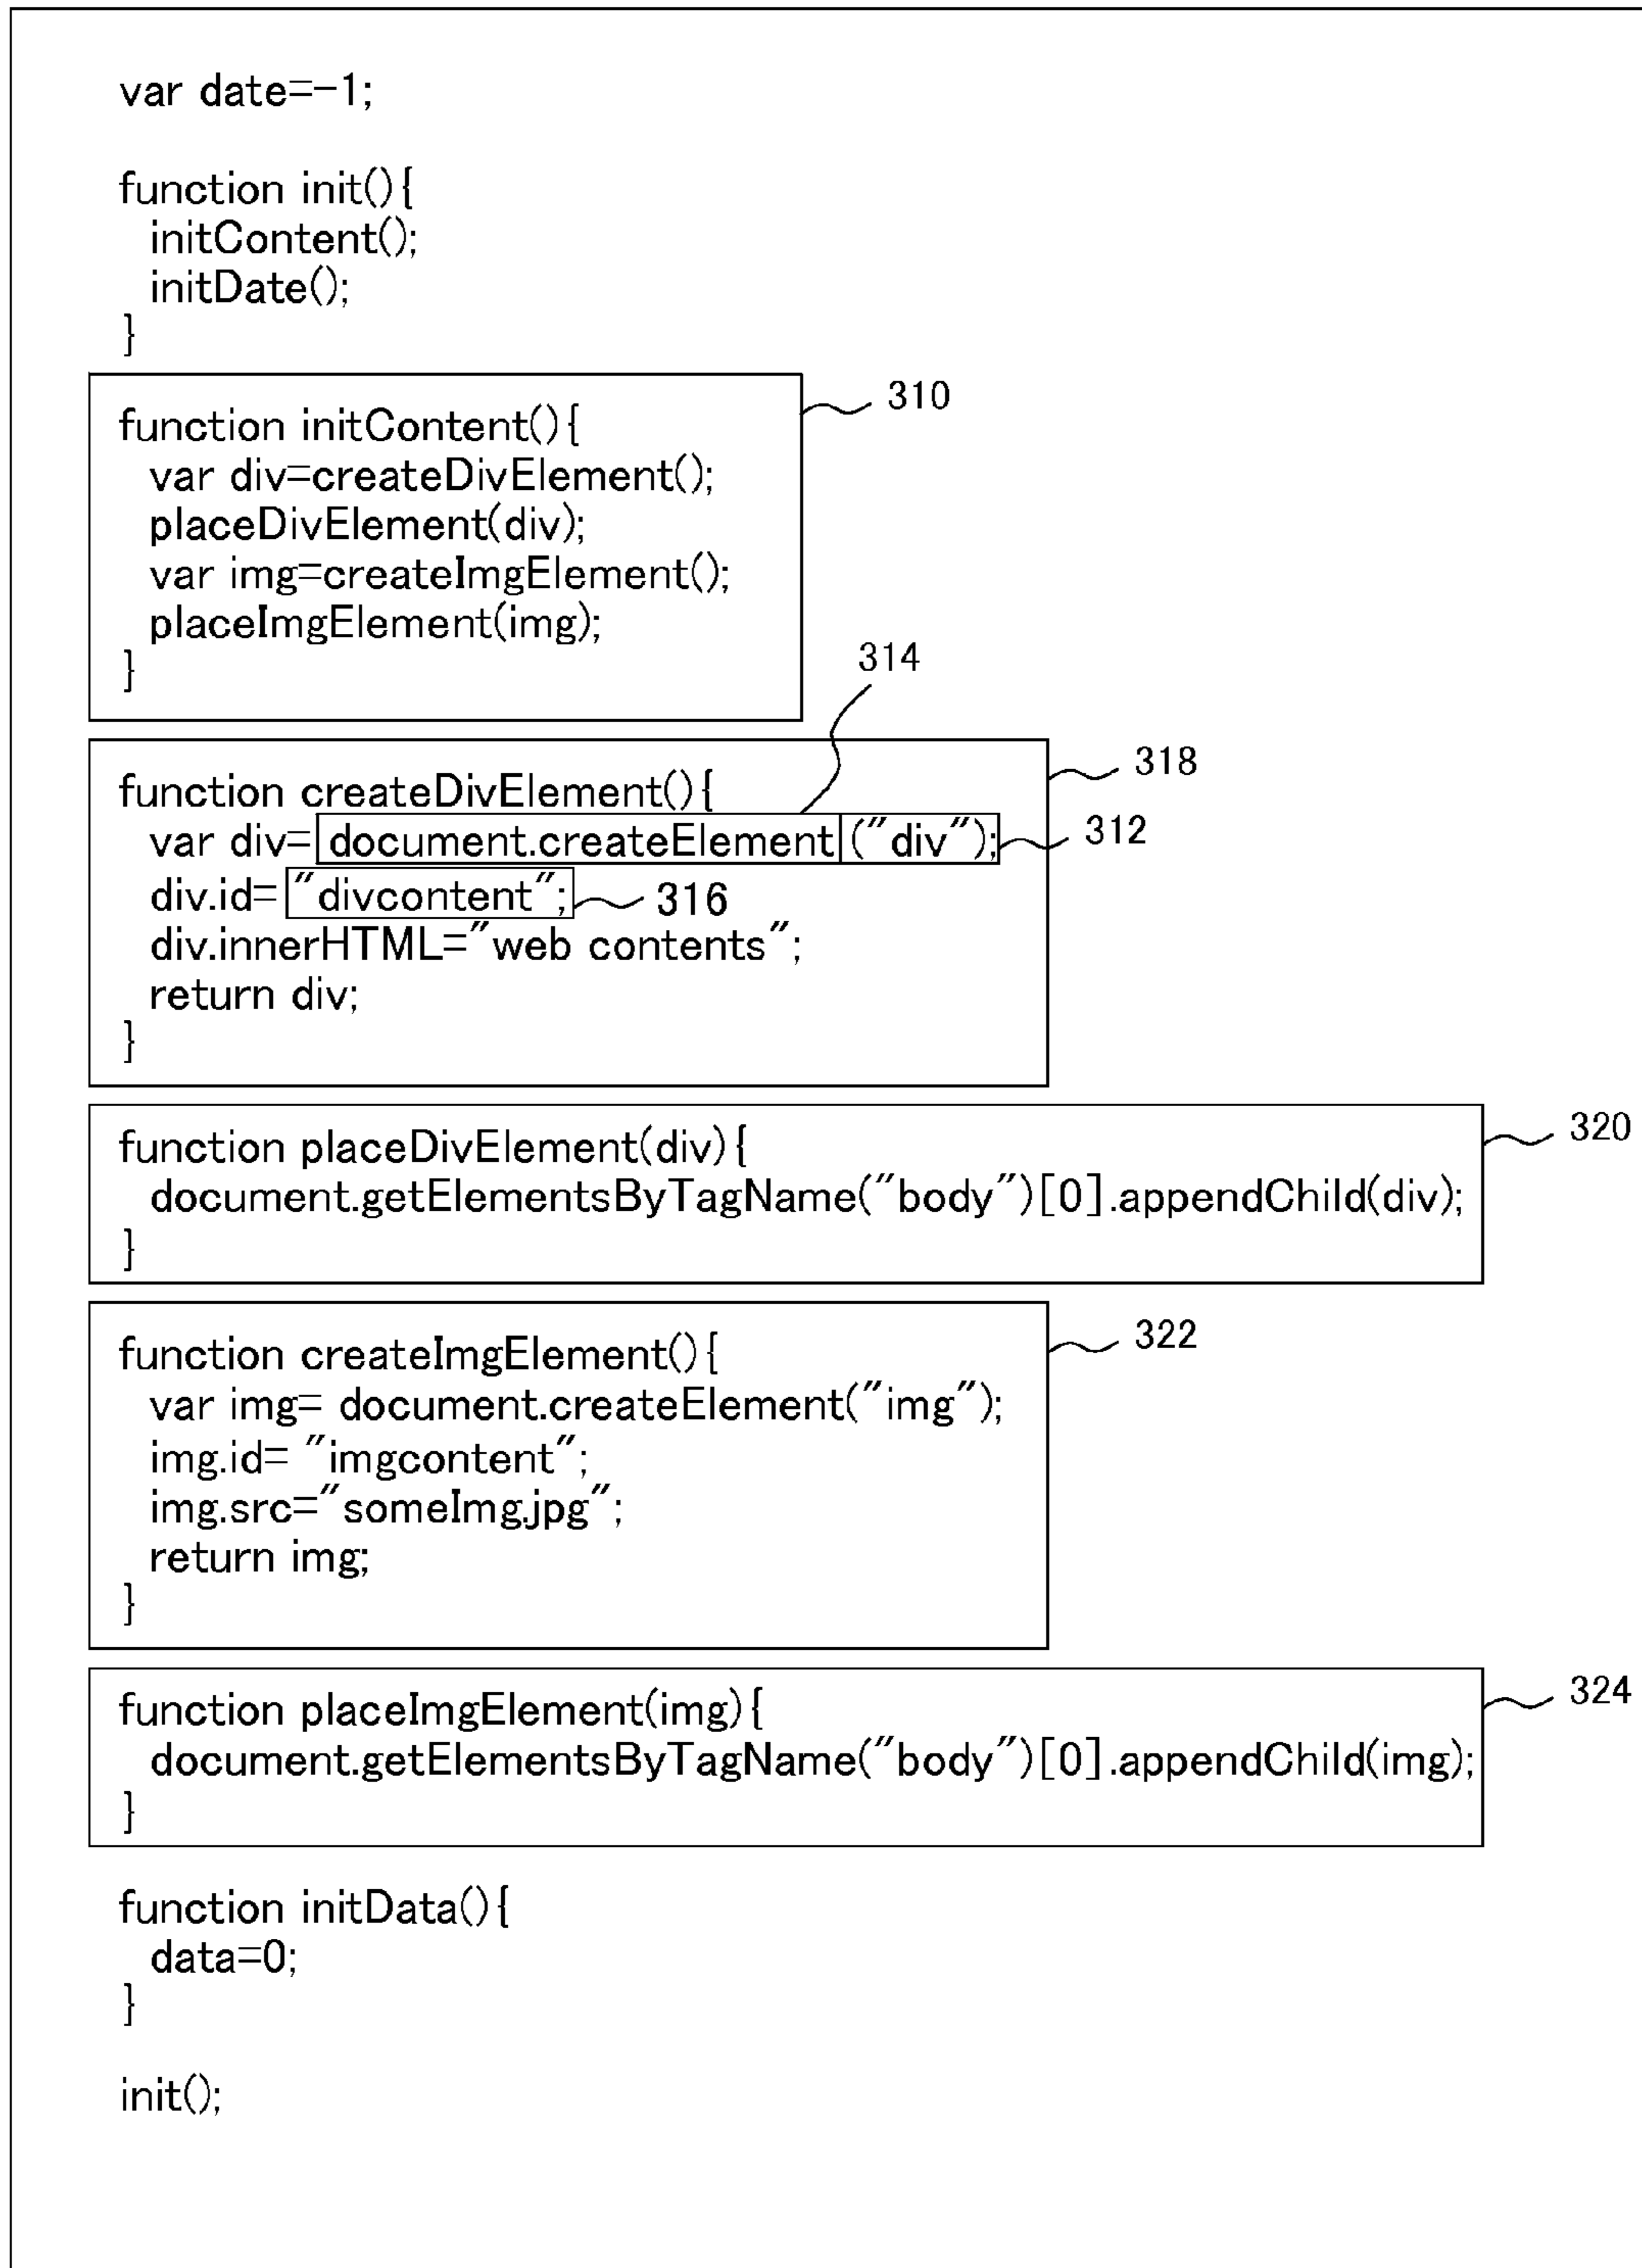 var date=-1;
function init(){
initContent();
initDate();
}
310
function initContent(){
var div=createDivElement();
placeDivElement(div);
var img=createImgElement();
placeImgElement(img);
}
314
318
function createDivElement(){
var div= document.createElement ("div");
312
div.id= "divcontent";
316
div.innerHTML="web contents";
return div;
}
320
function placeDivElement(div){
document.getElementsByTagName("body")[0].appendChild(div);
}
322
function createImgElement(){
var img= document.createElement("img");
img.id= "imgcontent";
img.src="someImg.jpg";
return img;
}
324
function placeImgElement(img){
document.getElementsByTagName("body")[0].appendChild(img);
}
function initData(){
data=0;
}
init();